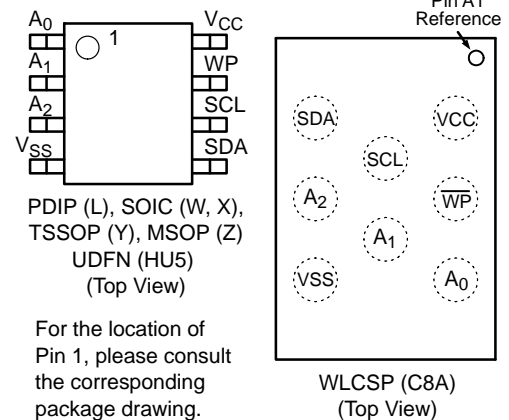 A0
VCC
1
A1
WP
A2
SCL
VSS
SDA
PDIP (L), SOIC (W, X),
TSSOP (Y), MSOP (Z)
UDFN (HU5)
(Top View)
For the location of
Pin 1, please consult
the corresponding
package drawing.
Pin A1
Reference
SDA
VCC
SCL
A2
WP
A1
VSS
A0
WLCSP (C8A)
(Top View)